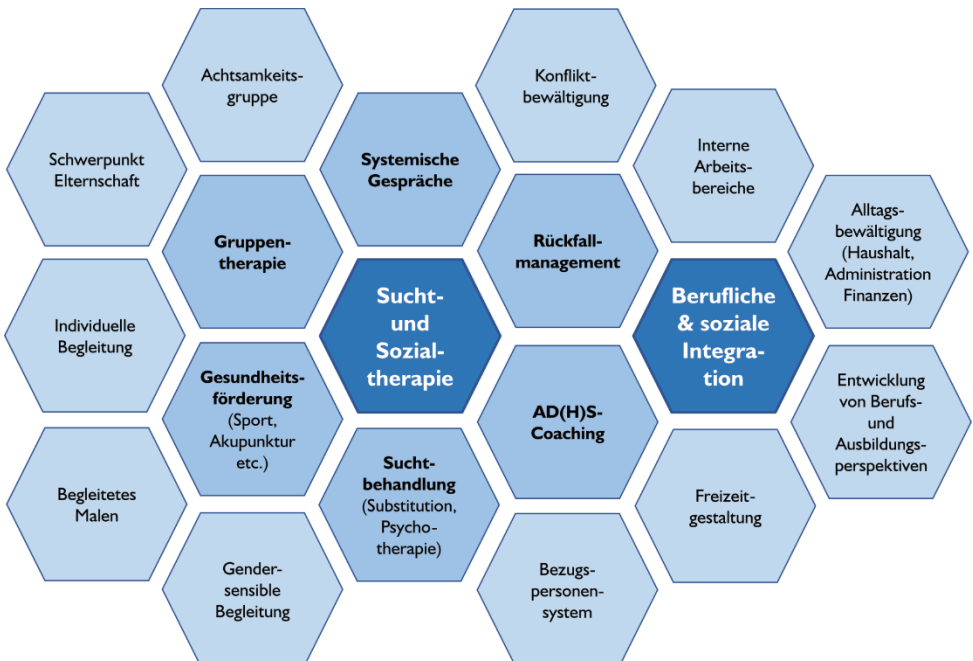 Achtsamkeits-
gruppe
Konflikt-
bewältigung
Schwerpunkt
Elternschaft
Systemische
Gespräche
Interne
Arbeits-
bereiche
Gruppen-
therapie
Rückfall-
management
Alltags-
bewältigung
(Haushalt,
Administration
Finanzen)
Individuelle
Begleitung
Sucht-
und
Sozial-
therapie
Berufliche
& soziale
Integra-
tion
Gesundheits-
förderung
(Sport,
Akupunktur
etc.)
AD(H)S-
Coaching
Entwicklung
von Berufs-
und
Ausbildungs-
perspektiven
Begleitetes
Malen
Sucht-
behandlung
(Substitution,
Psycho-
therapie)
Freizeit-
gestaltung
Gender-
sensible
Begleitung
Bezugs-
personen-
system